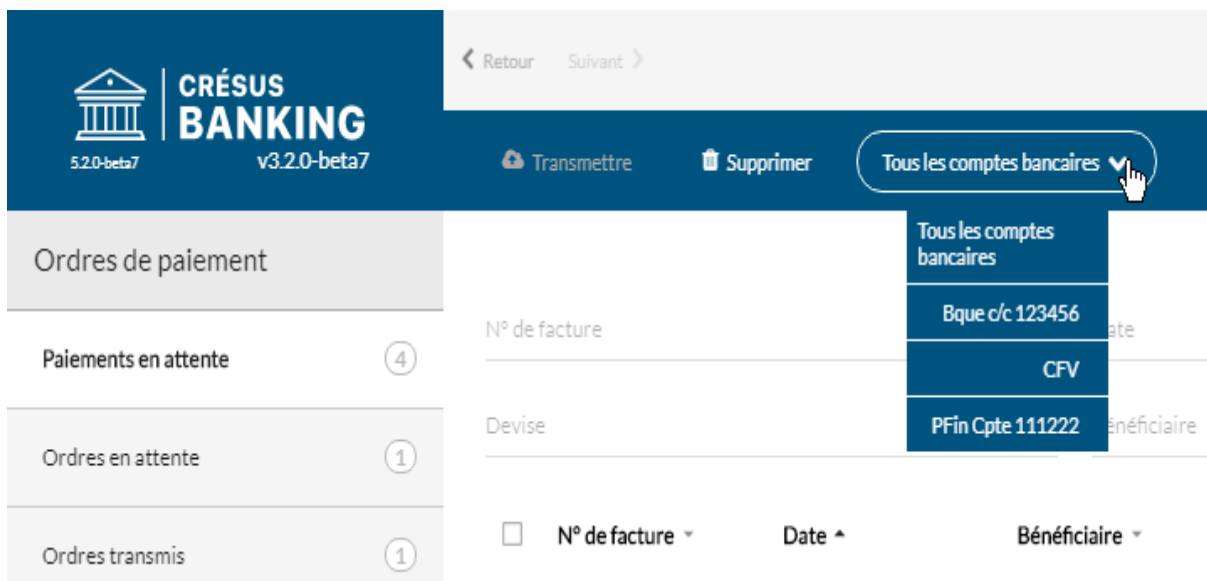 Retour Suivant
CRÉSUS
BANKING
5.2.0-beta7 v3.2.0-beta7
Transmettre Supprimer Tous les comptes bancaires
Tous les comptes
bancaires
Bque c/c 123456
CFV
PFin Cpte 111222
Ordres de paiement
Paiements en attente 4
Ordres en attente 1
Ordres transmis 1
N° de facture
Devise énéficiaire
N° de facture Date Bénéficiaire